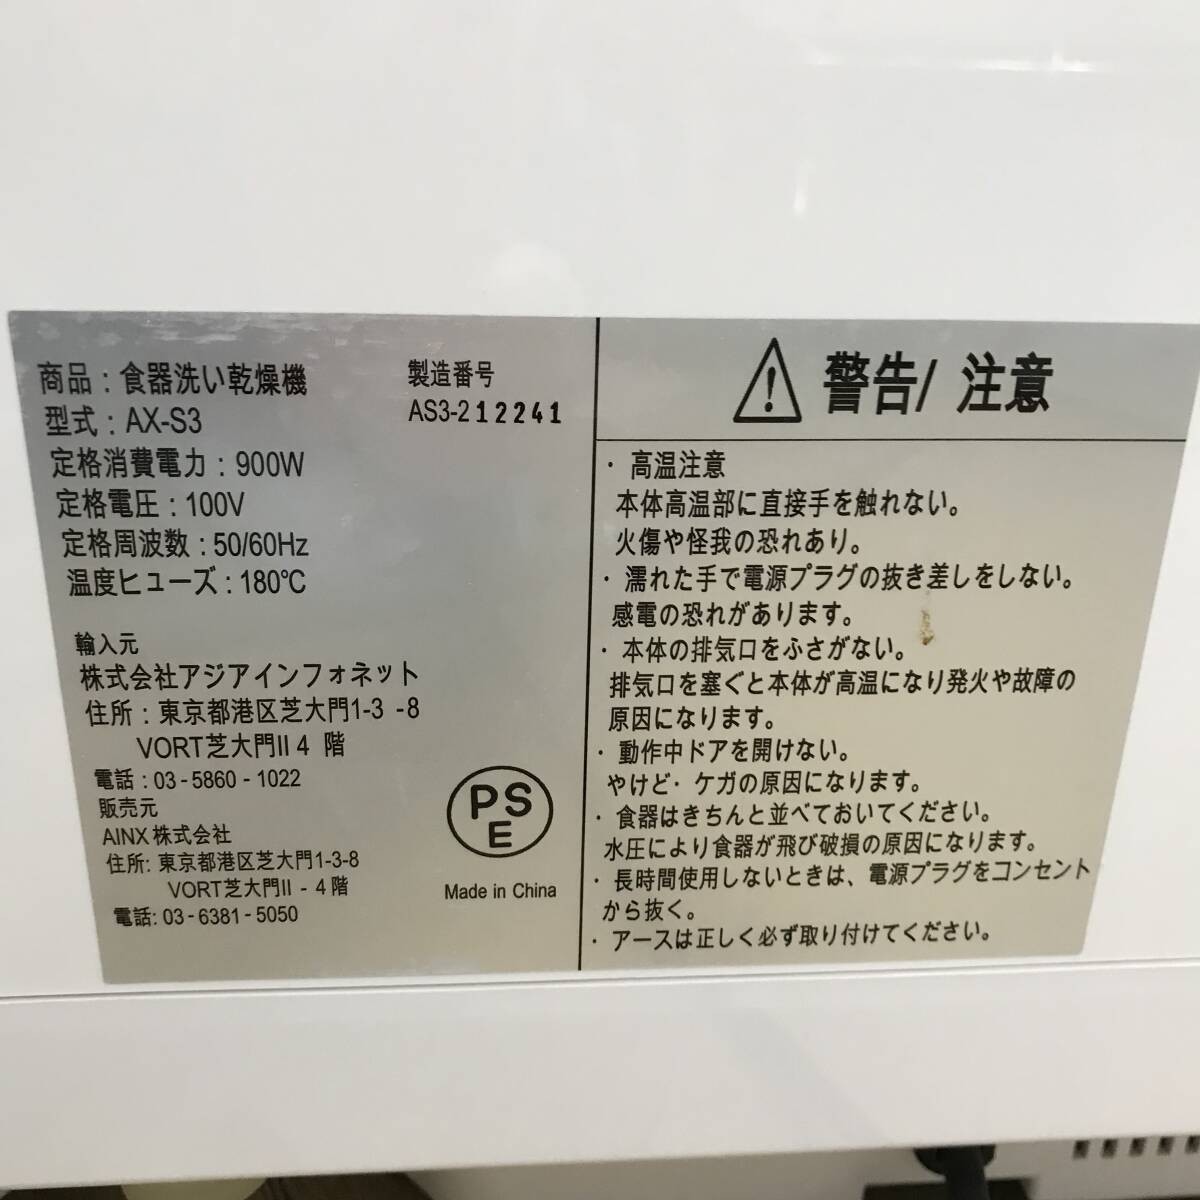 商品 : 食器洗い乾燥機
型式 : AX-S3
定格消費電力 : 900W
定格電圧 : 100V
定格周波数 : 50/60Hz
温度ヒューズ : 180℃
製造番号
AS3-212241
輸入元
株式会社アジアインフォネット
住所 : 東京都港区芝大門1-3 -8
VORT芝大門II 4 階
電話 : 03 - 5860 - 1022
販売元
AINX 株式会社
住所: 東京都港区芝大門1-3-8
VORT芝大門II - 4 階
電話: 03 - 6381 - 5050
PS
E
Made in China
警告/ 注意
・高温注意
本体高温部に直接手を触れない。
火傷や怪我の恐れあり。
・濡れた手で電源プラグの抜き差しをしない。
感電の恐れがあります。
・本体の排気口をふさがない。
排気口を塞ぐと本体が高温になり発火や故障の
原因になります。
・動作中ドアを開けない。
やけど・ケガの原因になります。
・食器はきちんと並べておいてください。
水圧により食器が飛び破損の原因になります。
・長時間使用しないときは、電源プラグをコンセント
から抜く。
・アースは正しく必ず取り付けてください。